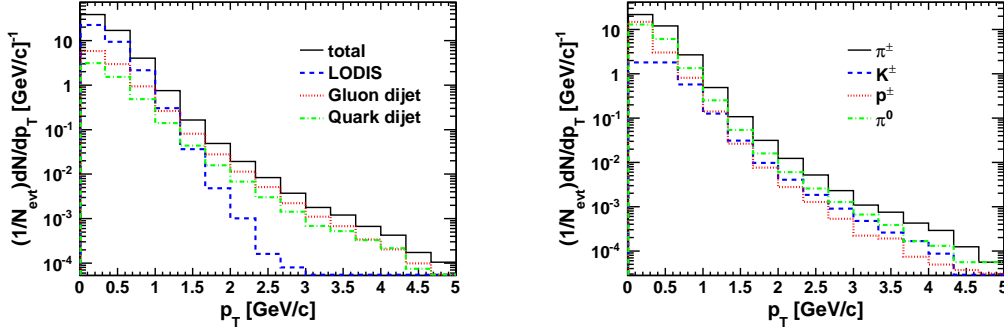 (1/N_evt)dN/dp_T [GeV/c]^-1
10
1
10^-1
10^-2
10^-3
10^-4
total
LODIS
Gluon dijet
Quark dijet
0 0.5 1 1.5 2 2.5 3 3.5 4 4.5 5
p_T [GeV/c]
(1/N_evt)dN/dp_T [GeV/c]^-1
10
1
10^-1
10^-2
10^-3
10^-4
π^±
K^±
p^±
π^0
0 0.5 1 1.5 2 2.5 3 3.5 4 4.5 5
p_T [GeV/c]